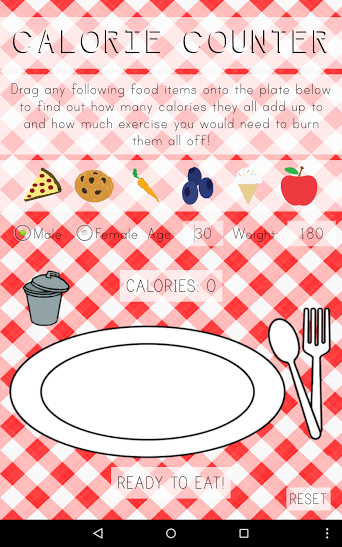 CALORIE COUNTER
Drag any following food items onto the plate below
to find out how many calories they all add up to
and how much exercise you would need to burn
them all off!
Male Female Age: 30 Weight: 180
CALORIES: 0
READY TO EAT!
RESET